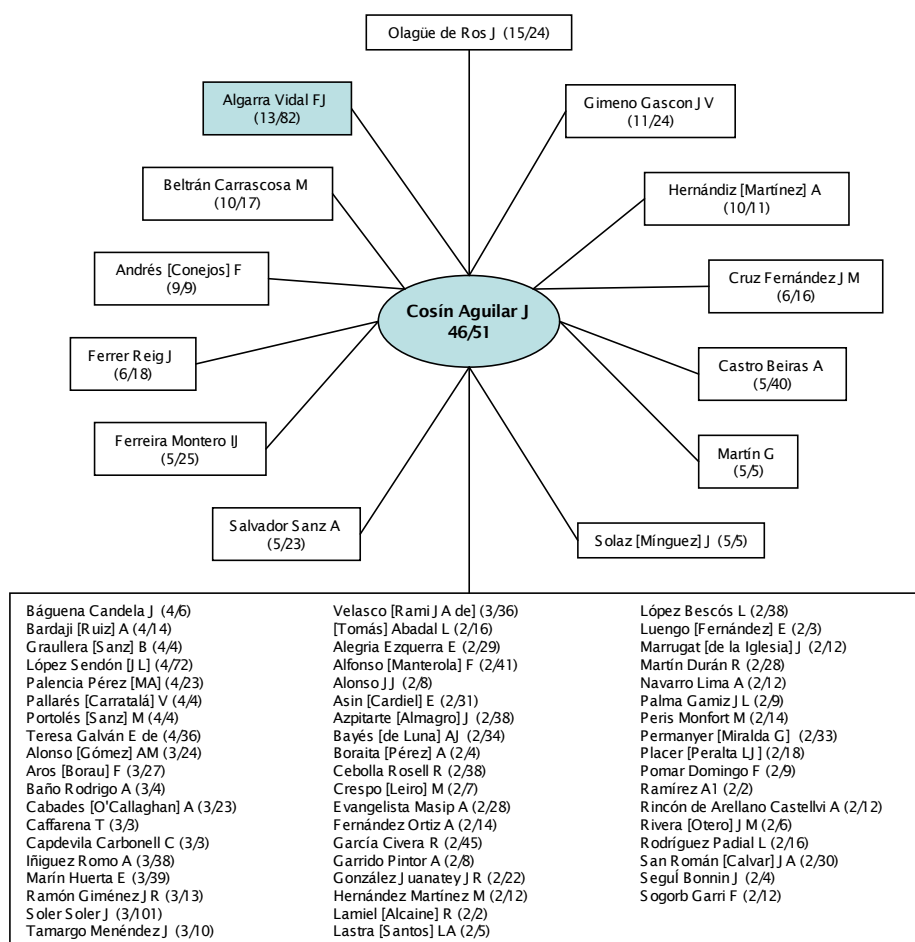 Olagüe de Ros J (15/24)
Algarra Vidal FJ
(13/82)
Gimeno Gascon J V
(11/24)
Beltrán Carrascosa M
(10/17)
Hernándiz [Martínez] A
(10/11)
Andrés [Conejos] F
(9/9)
Cruz Fernández J M
(6/16)
Cosín Aguilar J
46/51
Ferrer Reig J
(6/18)
Castro Beiras A
(5/40)
Ferreira Montero IJ
(5/25)
Martín G
(5/5)
Salvador Sanz A
(5/23)
Solaz [Mínguez] J (5/5)
Báguena Candela J (4/6)
Bardaji [Ruiz] A (4/14)
Graullera [Sanz] B (4/4)
López Sendón [J L] (4/72)
Palencia Pérez [MA] (4/23)
Pallarés [Carratalá] V (4/4)
Portolés [Sanz] M (4/4)
Teresa Galván E de (4/36)
Alonso [Gómez] AM (3/24)
Aros [Borau] F (3/27)
Baño Rodrigo A (3/4)
Cabades [O'Callaghan] A (3/23)
Caffarena T (3/3)
Capdevila Carbonell C (3/3)
Iñiguez Romo A (3/38)
Marín Huerta E (3/39)
Ramón Giménez J R (3/13)
Soler Soler J (3/101)
Tamargo Menéndez J (3/10)
Velasco [Rami J A de] (3/36)
[Tomás] Abadal L (2/16)
Alegria Ezquerra E (2/29)
Alfonso [Manterola] F (2/41)
Alonso J J (2/8)
Asin [Cardiel] E (2/31)
Azpitarte [Almagro] J (2/38)
Bayés [de Luna] AJ (2/34)
Boraita [Pérez] A (2/4)
Cebolla Rosell R (2/38)
Crespo [Leiro] M (2/7)
Evangelista Masip A (2/28)
Fernández Ortiz A (2/14)
García Civera R (2/45)
Garrido Pintor A (2/8)
González Juanatey J R (2/22)
Hernández Martínez M (2/12)
Lamiel [Alcaine] R (2/2)
Lastra [Santos] LA (2/5)
López Bescós L (2/38)
Luengo [Fernández] E (2/3)
Marrugat [de la Iglesia] J (2/12)
Martín Durán R (2/28)
Navarro Lima A (2/12)
Palma Gamiz J L (2/9)
Peris Monfort M (2/14)
Permanyer [Miralda G] (2/33)
Placer [Peralta L J] (2/18)
Pomar Domingo F (2/9)
Ramírez A1 (2/2)
Rincón de Arellano Castellvi A (2/12)
Rivera [Otero] J M (2/6)
Rodríguez Padial L (2/16)
San Román [Calvar] J A (2/30)
SeguÍ Bonnin J (2/4)
Sogorb Garri F (2/12)